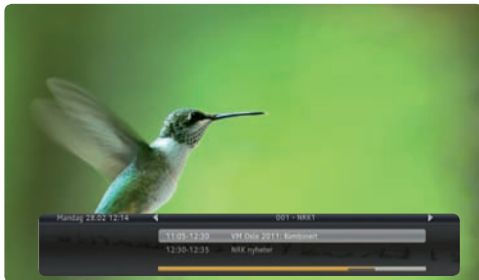 Mandag 28.02 12:14 001 - NRK1
11:05-12:30 VM Oslo 2011: Kombinert
12:30-12:35 NRK nyheter